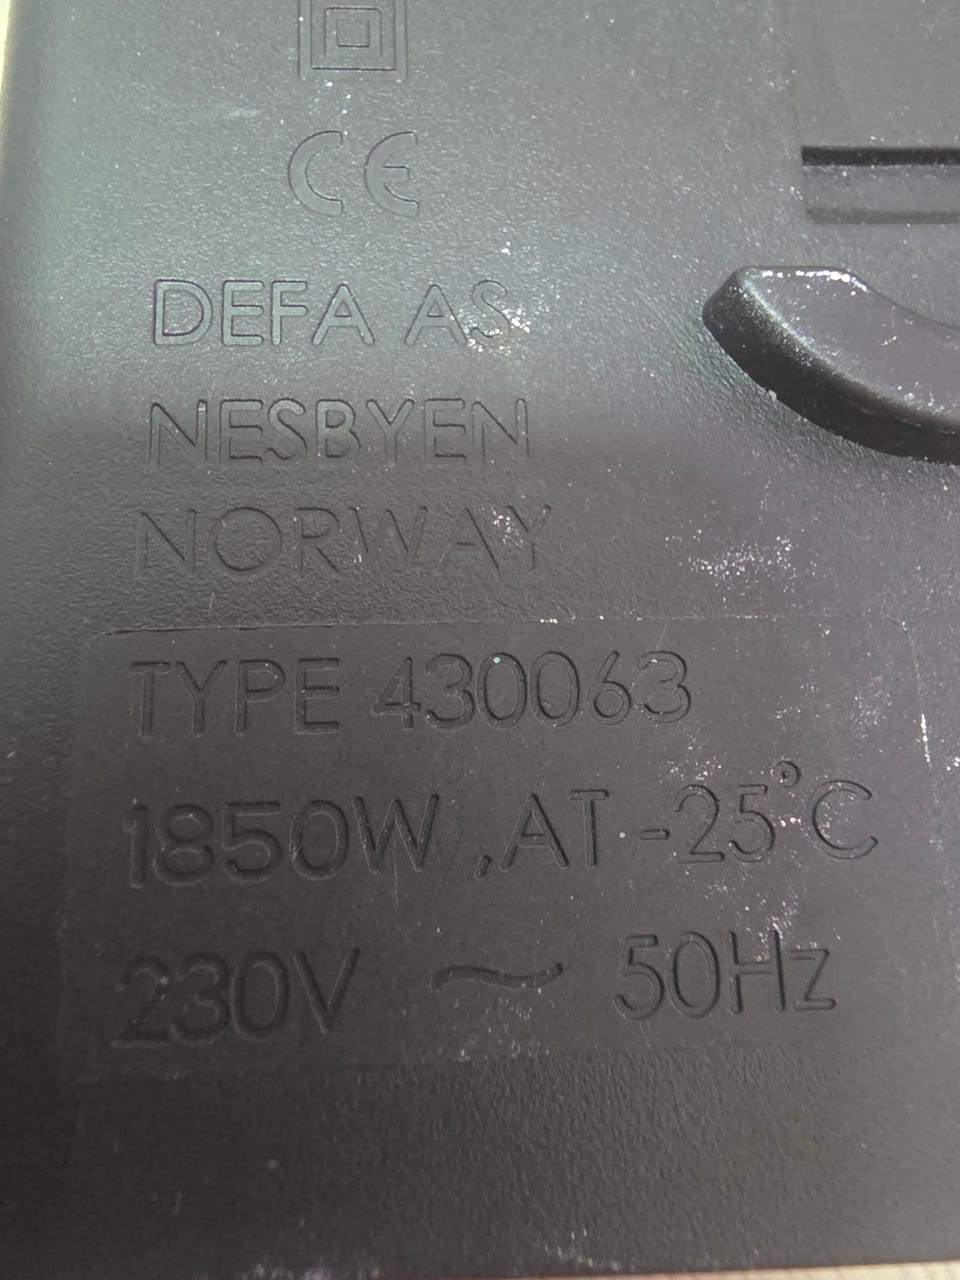 CE
DEFA AS
NESBYEN
NORWAY
TYPE 430063
1850W ,AT -25°C
230V ~ 50Hz